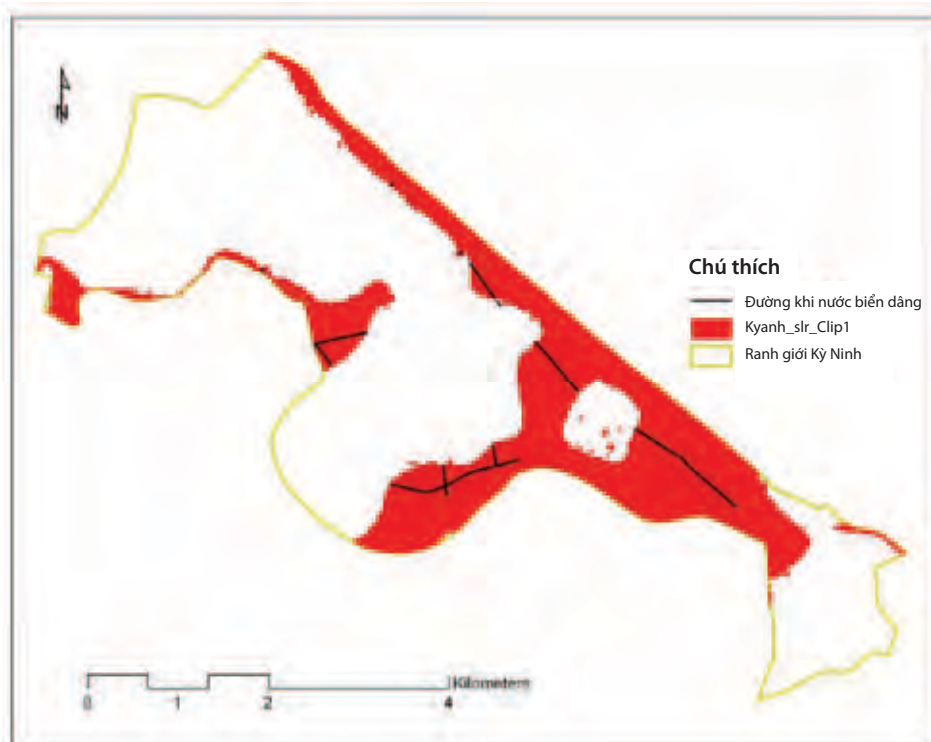 N
Chú thích
Đường khi nước biển dâng
Kyanh_slr_Clip1
Ranh giới Kỳ Ninh
Kilometers
0 1 2 4